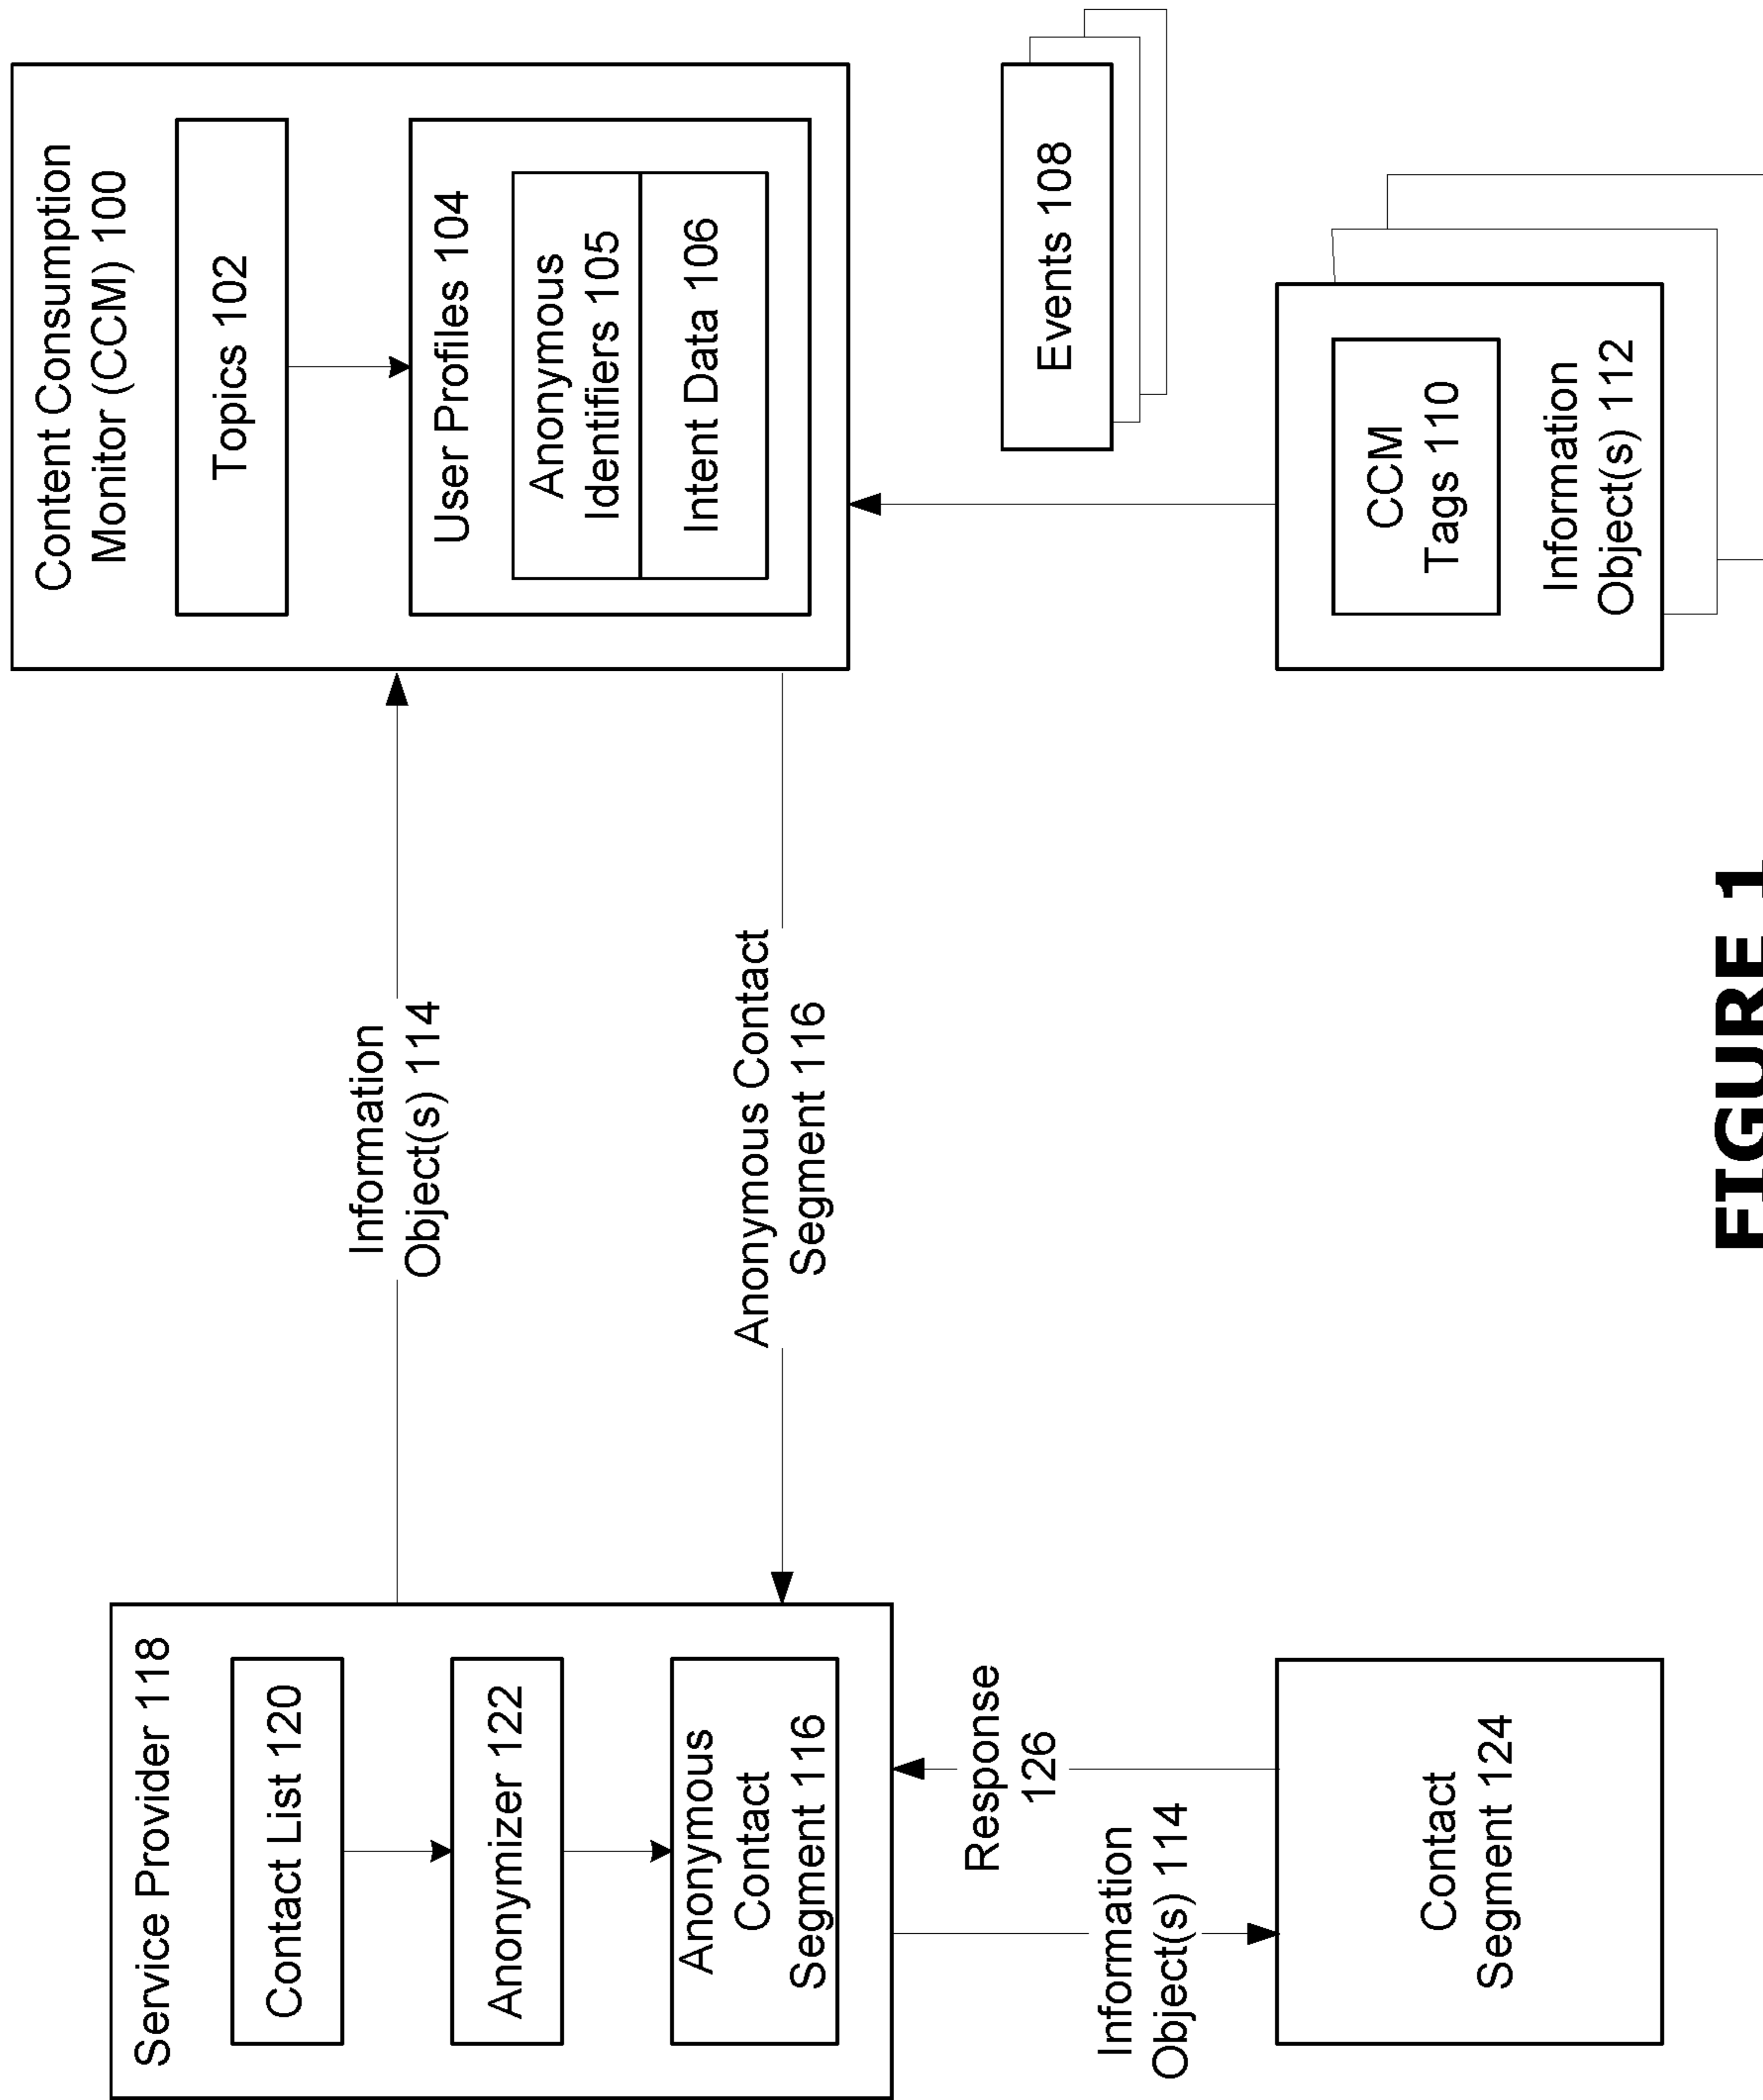 Service Provider 118
Contact List 120
Anonymizer 122
Anonymous
Contact
Segment 116
Information
Object(s) 114
Anonymous Contact
Segment 116
Content Consumption
Monitor (CCM) 100
Topics 102
User Profiles 104
Anonymous
Identifiers 105
Intent Data 106
Response
126
Information
Object(s) 114
Events 108
Contact
Segment 124
CCM
Tags 110
Information
Object(s) 112
FIGURE 1